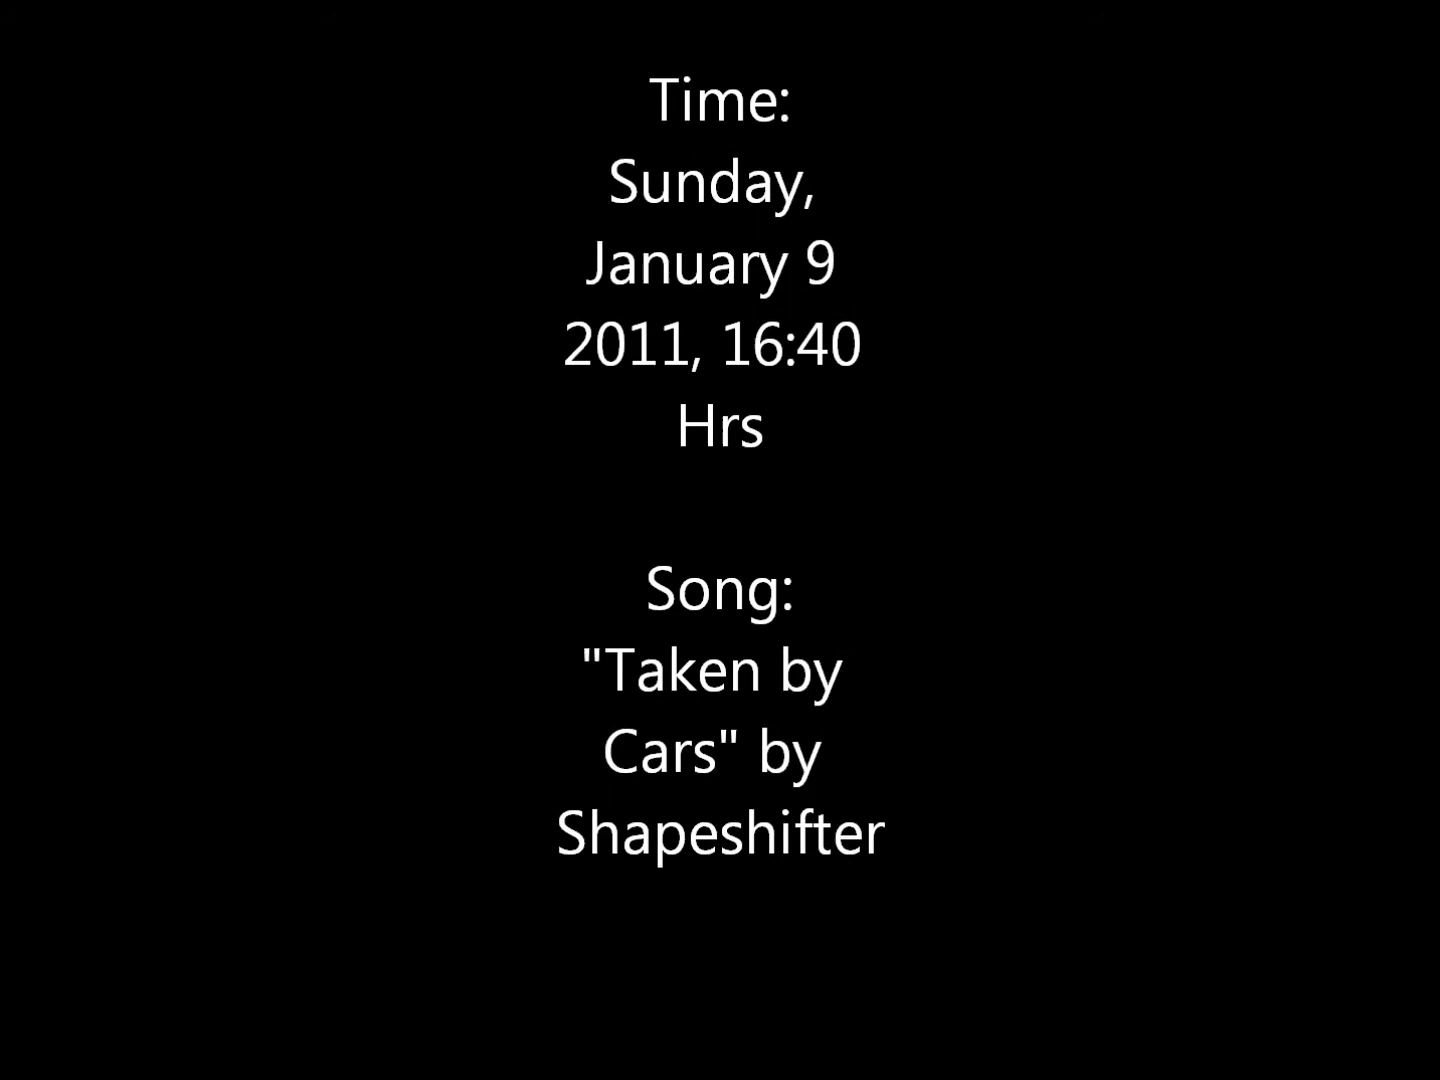 Time:
Sunday,
January 9
2011, 16:40
Hrs
Song:
"Taken by
Cars" by
Shapeshifter